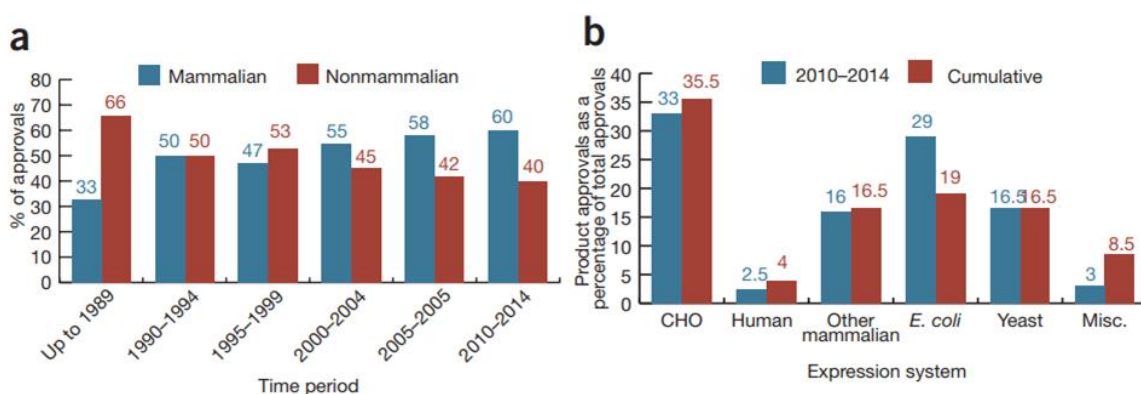 a
Mammalian Nonmammalian
% of approvals
80
70
60
50
40
30
20
10
0
33 66
50 50
47 53
55 45
58 42
60 40
Up to 1989
1990–1994
1995–1999
2000–2004
2005–2005
2010–2014
Time period
b
2010–2014 Cumulative
Product approvals as a
percentage of total approvals
40
35
30
25
20
15
10
5
0
33 35.5
2.5 4
16 16.5
29 19
16.5 16.5
3 8.5
CHO
Human
Other
mammalian
E. coli
Yeast
Misc.
Expression system